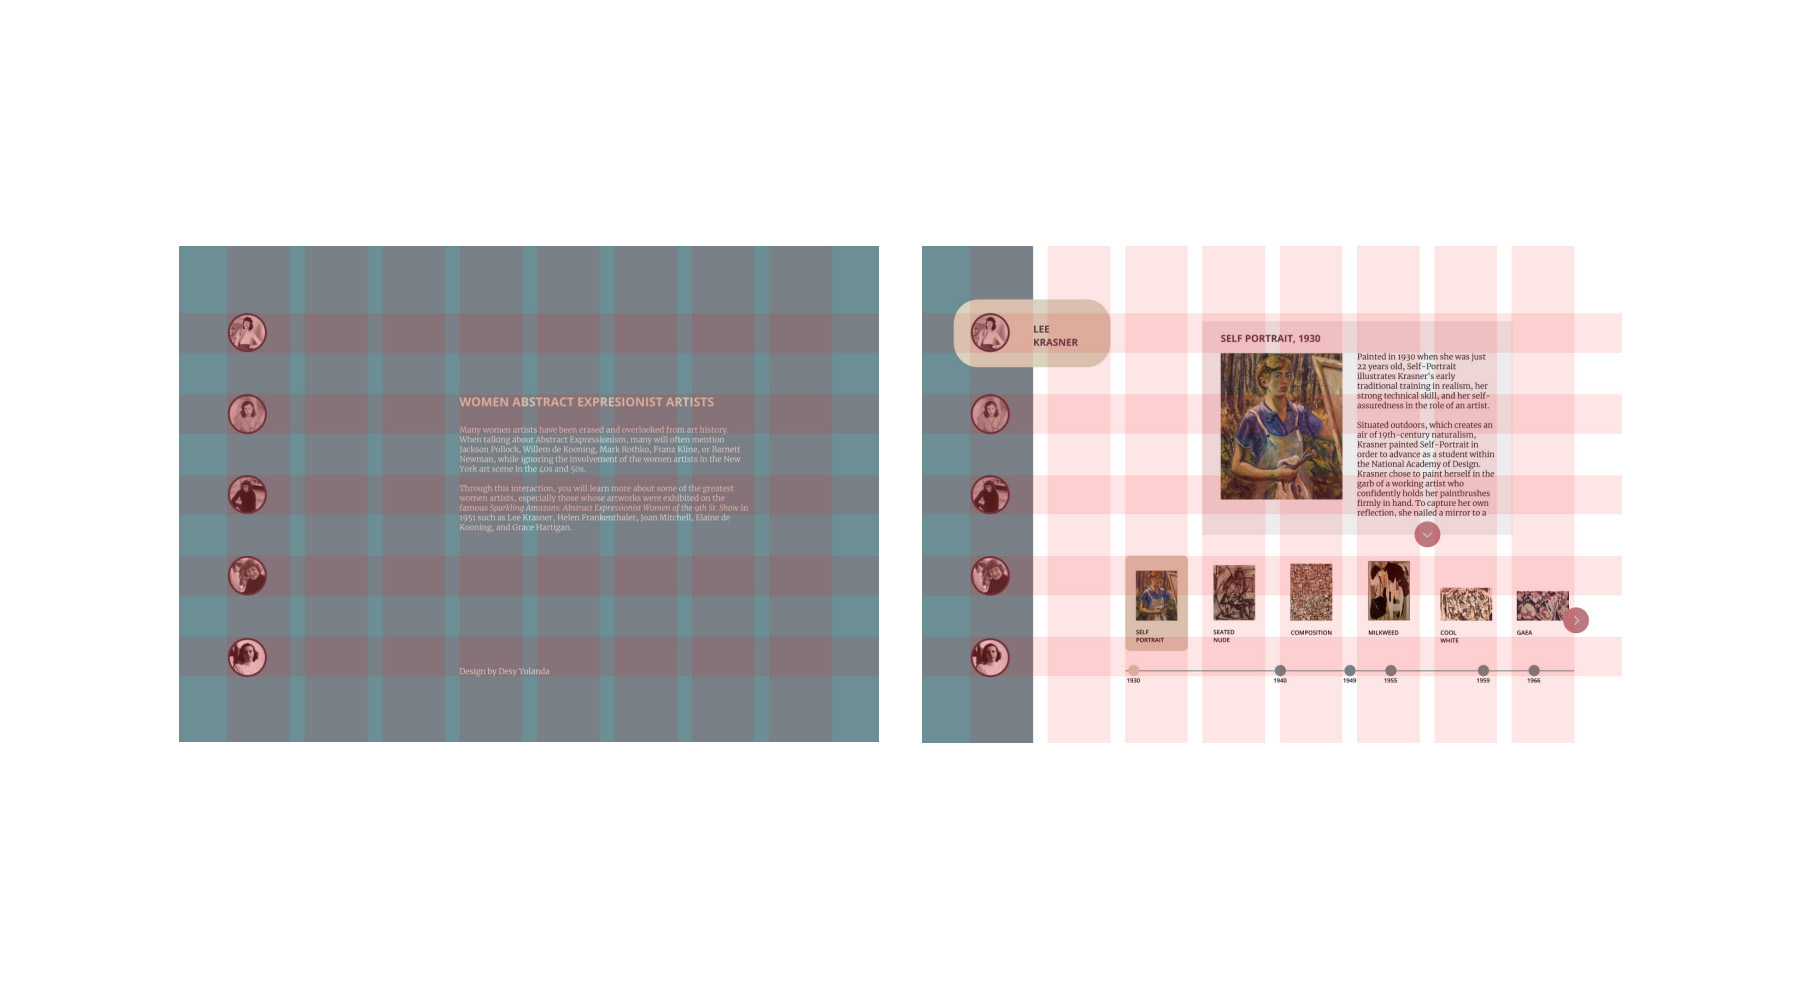 WOMEN ABSTRACT EXPRESIONIST ARTISTS
Many women artists have been erased and overlooked from art history.
When talking about Abstract Expressionism, many will often mention
Jackson Pollock, Willem de Kooning, Mark Rothko, Franz Kline, or Barnett
Newman, while ignoring the involvement of the women artists in the New
York art scene in the 40s and 50s.
Through this interaction, you will learn more about some of the greatest
women artists, especially those whose artworks were exhibited on the
famous Sparkling Amazons: Abstract Expressionist Women of the 9th St. Show in
1951 such as Lee Krasner, Helen Frankenthaler, Joan Mitchell, Elaine de
Kooning, and Grace Hartigan.
Design by Desy Yolanda
LEE
KRASNER
SELF PORTRAIT, 1930
Painted in 1930 when she was just
22 years old, Self-Portrait
illustrates Krasner's early
traditional training in realism, her
strong technical skill, and her self-
assuredness in the role of an artist.
Situated outdoors, which creates an
air of 19th-century naturalism,
Krasner painted Self-Portrait in
order to advance as a student within
the National Academy of Design.
Krasner chose to paint herself in the
garb of a working artist who
confidently holds her paintbrushes
firmly in hand. To capture her own
reflection, she nailed a mirror to a
SELF
PORTRAIT
SEATED
NUDE
COMPOSITION
MILKWEED
COOL
WHITE
GAEA
1930
1940
1949
1955
1959
1966